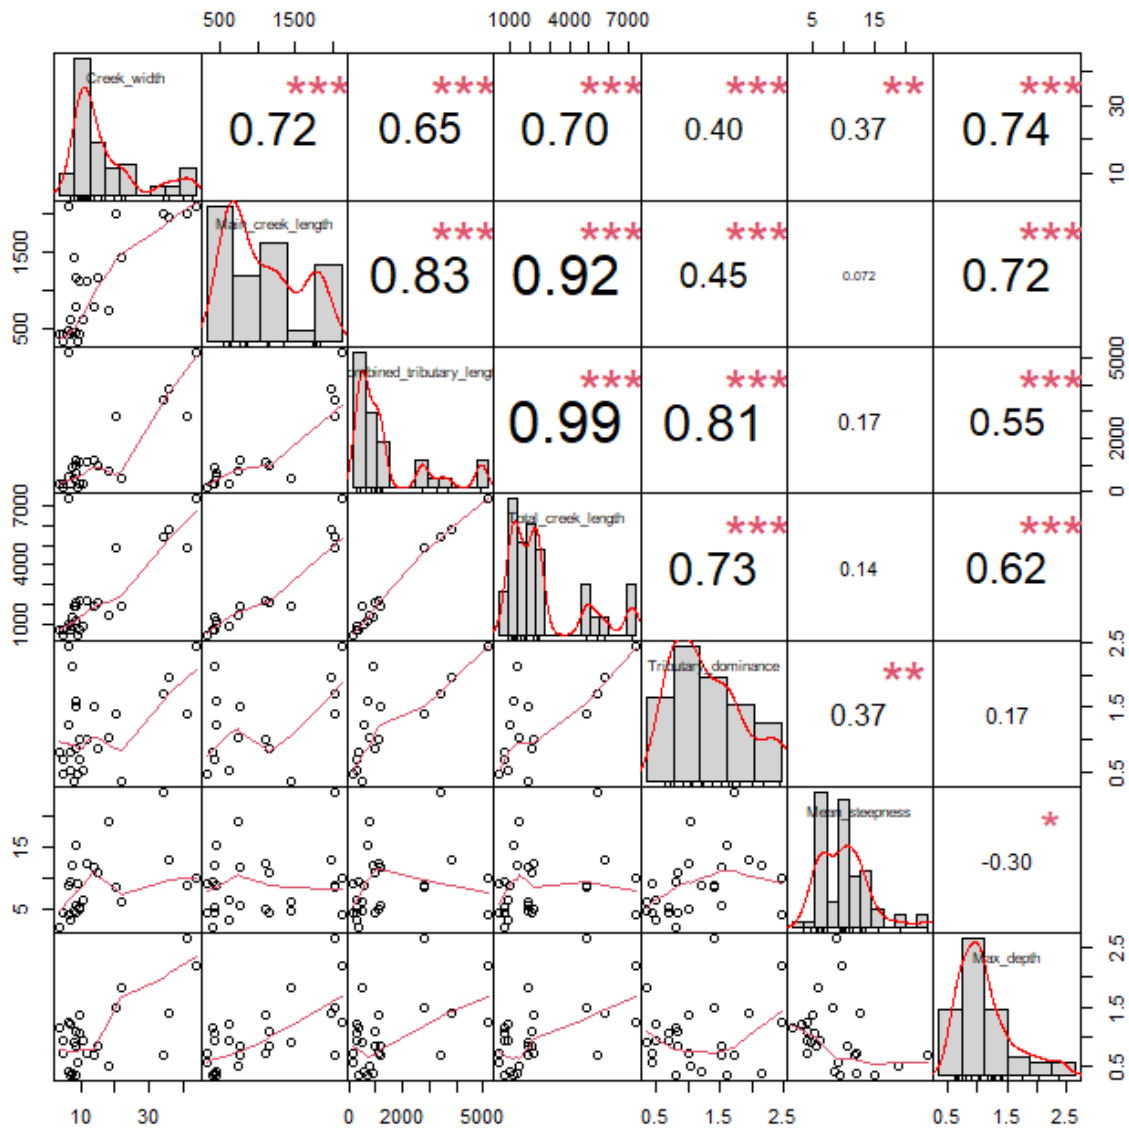 500 1500 1000 4000 7000 5 15
Creek_width *** *** *** *** ** ***
0.72 0.65 0.70 0.40 0.37 0.74
10 30
Main_creek_length *** *** *** ***
0.83 0.92 0.45 0.072 0.72
500 1500
ombined_tributary_lengt *** *** ***
0.99 0.81 0.17 0.55
0 2000 5000
Total_creek_length *** ***
0.73 0.14 0.62
1000 4000 7000
Tributary_dominance **
0.37 0.17
0.5 1.5 2.5
Mean_steepness *
-0.30
5 15
Max_depth
0.5 1.5 2.5
10 30 0 2000 5000 0.5 1.5 2.5 0.5 1.5 2.5